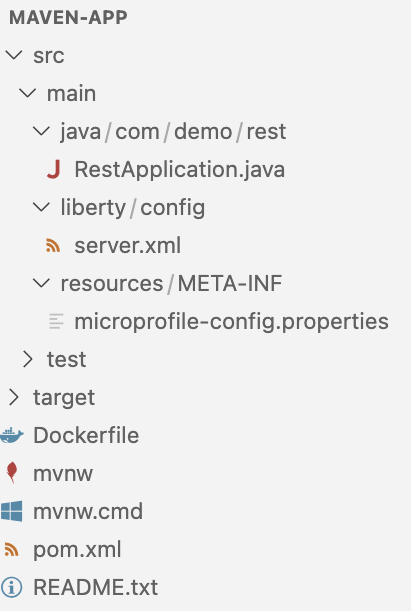 MAVEN-APP
src
main
java/com/demo/rest
RestApplication.java
liberty/config
server.xml
resources/META-INF
microprofile-config.properties
test
target
Dockerfile
mvnw
mvnw.cmd
pom.xml
README.txt